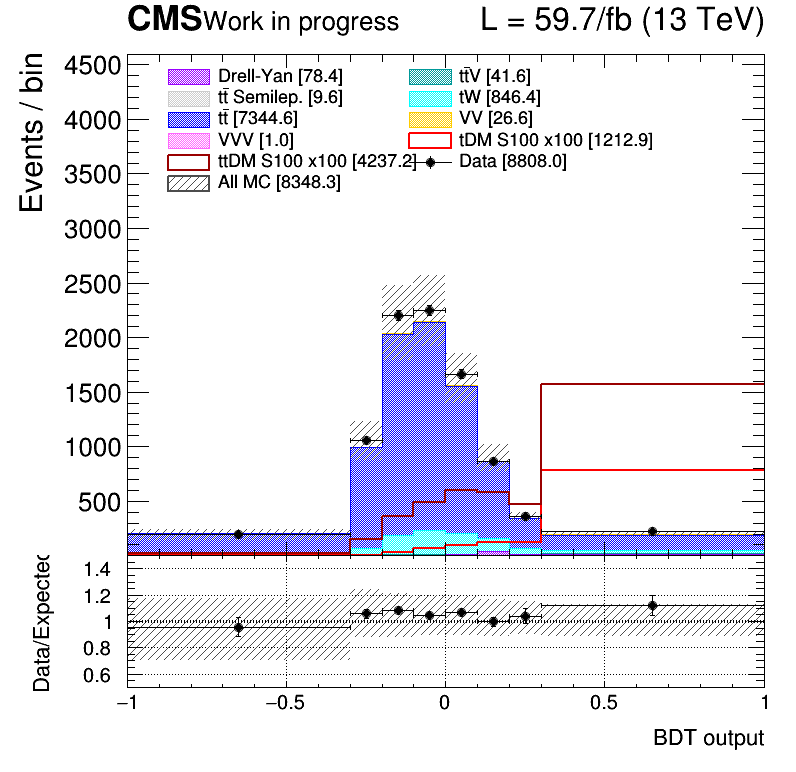 CMS Work in progress L = 59.7/fb (13 TeV)
Events / bin
4500
4000
3500
3000
2500
2000
1500
1000
500
Drell-Yan [78.4] tt̄V [41.6]
tt̄ Semilep. [9.6] tW [846.4]
tt̄ [7344.6] VV [26.6]
VVV [1.0] tDM S100 x100 [1212.9]
ttDM S100 x100 [4237.2] Data [8808.0]
All MC [8348.3]
Data/Expected
1.4
1.2
1
0.8
0.6
−1 −0.5 0 0.5 1
BDT output